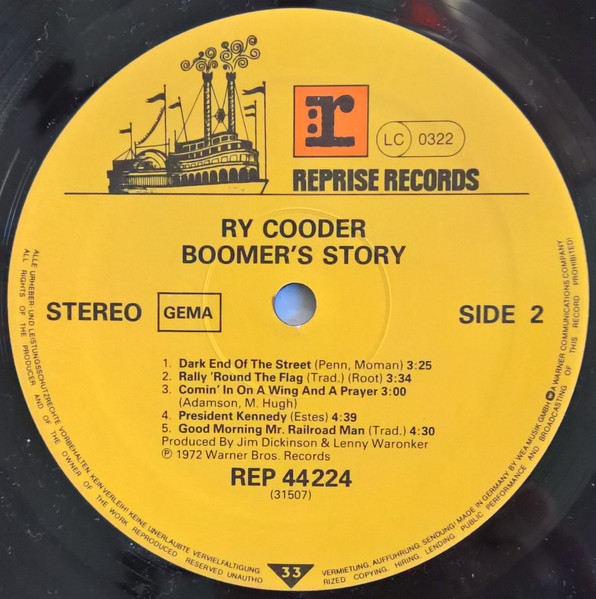 r
LC 0322
REPRISE RECORDS
RY COODER
BOOMER'S STORY
STEREO GEMA SIDE 2
1. Dark End Of The Street (Penn, Moman) 3:25
2. Rally 'Round The Flag (Trad.) (Root) 3:34
3. Comin' In On A Wing And A Prayer 3:00
(Adamson, M. Hugh)
4. President Kennedy (Estes) 4:39
5. Good Morning Mr. Railroad Man (Trad.) 4:30
Produced By Jim Dickinson & Lenny Waronker
℗ 1972 Warner Bros. Records
REP 44 224
(31507)
33
ALLE URHEBER UND LEISTUNGSSCHUTZRECHTE VORBEHALTEN. KEIN VERLEIH! KEINE UNERLAUBTE VERVIELFÄLTIGUNG
VERMIETUNG, AUFFÜHRUNG, SENDUNG! MADE IN GERMANY BY WEA MUSIK GMBH A WARNER COMMUNICATIONS COMPANY
ALL RIGHTS OF THE PRODUCER AND OF THE OWNER OF THE WORK REPRODUCED RESERVED UNAUTHO
RIZED COPYING, HIRING, LENDING, PUBLIC PERFORMANCE AND BROADCASTING OF THIS RECORD PROHIBITED!